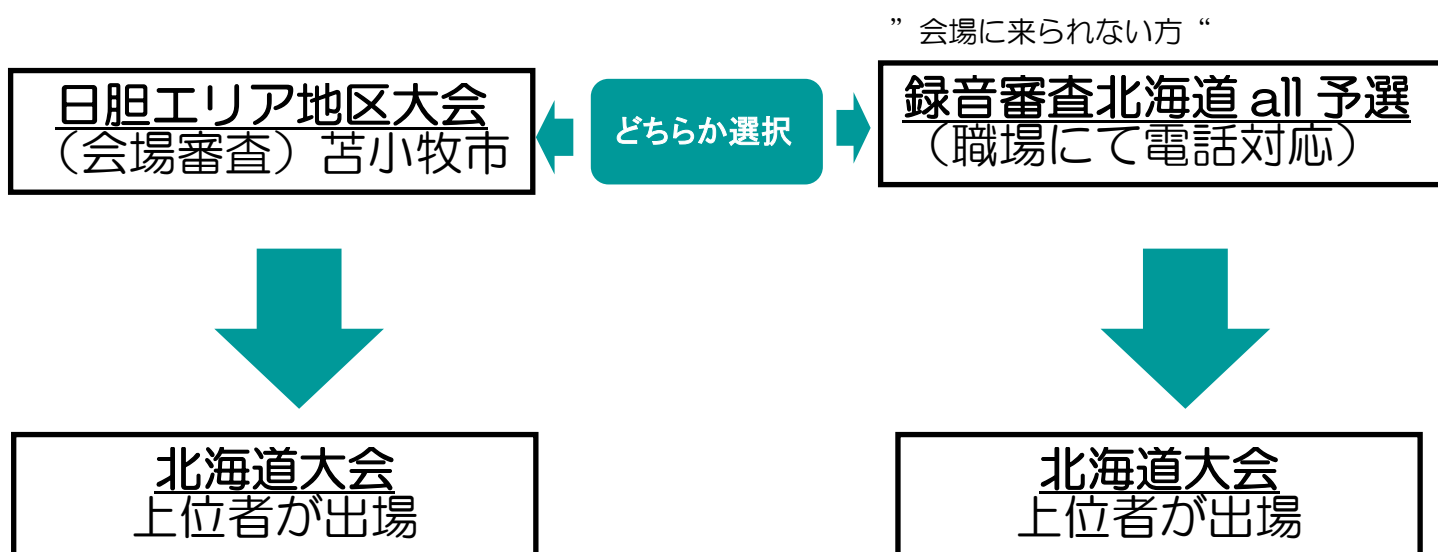 ”会場に来られない方“
日胆エリア地区大会
（会場審査）苫小牧市
どちらか選択
録音審査北海道 all 予選
（職場にて電話対応）
北海道大会
上位者が出場
北海道大会
上位者が出場